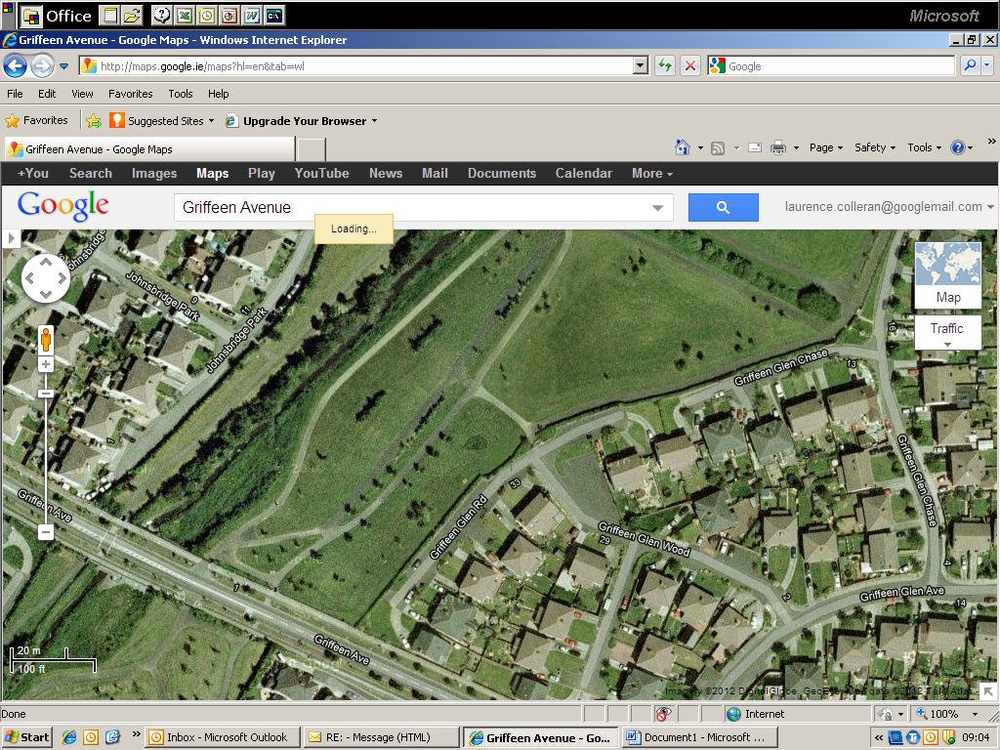 Office
Microsoft
Griffeen Avenue - Google Maps - Windows Internet Explorer
http://maps.google.ie/maps?hl=en&tab=wl
Google
File Edit View Favorites Tools Help
Favorites Suggested Sites Upgrade Your Browser
Griffeen Avenue - Google Maps
Page Safety Tools
+You Search Images Maps Play YouTube News Mail Documents Calendar More
Google
Griffeen Avenue
laurence.colleran@googlemail.com
Loading...
Map
Traffic
Johnsbridge
Johnsbridge Park
9
11
Johnsbridge Park
16
Griffeen Glen Chase
13
Griffeen Glen Chase
33
Griffeen Glen Rd
Griffeen Ave
Griffeen Glen Wood
29
4
2
Griffeen Glen Ave
14
Griffeen Ave
20 m
100 ft
Imagery ©2012 DigitalGlobe, GeoEye, Map data ©2012 Tele Atlas -
Done
Internet
100%
Start
Inbox - Microsoft Outlook
RE: - Message (HTML)
Griffeen Avenue - Go...
Document1 - Microsoft ...
09:04